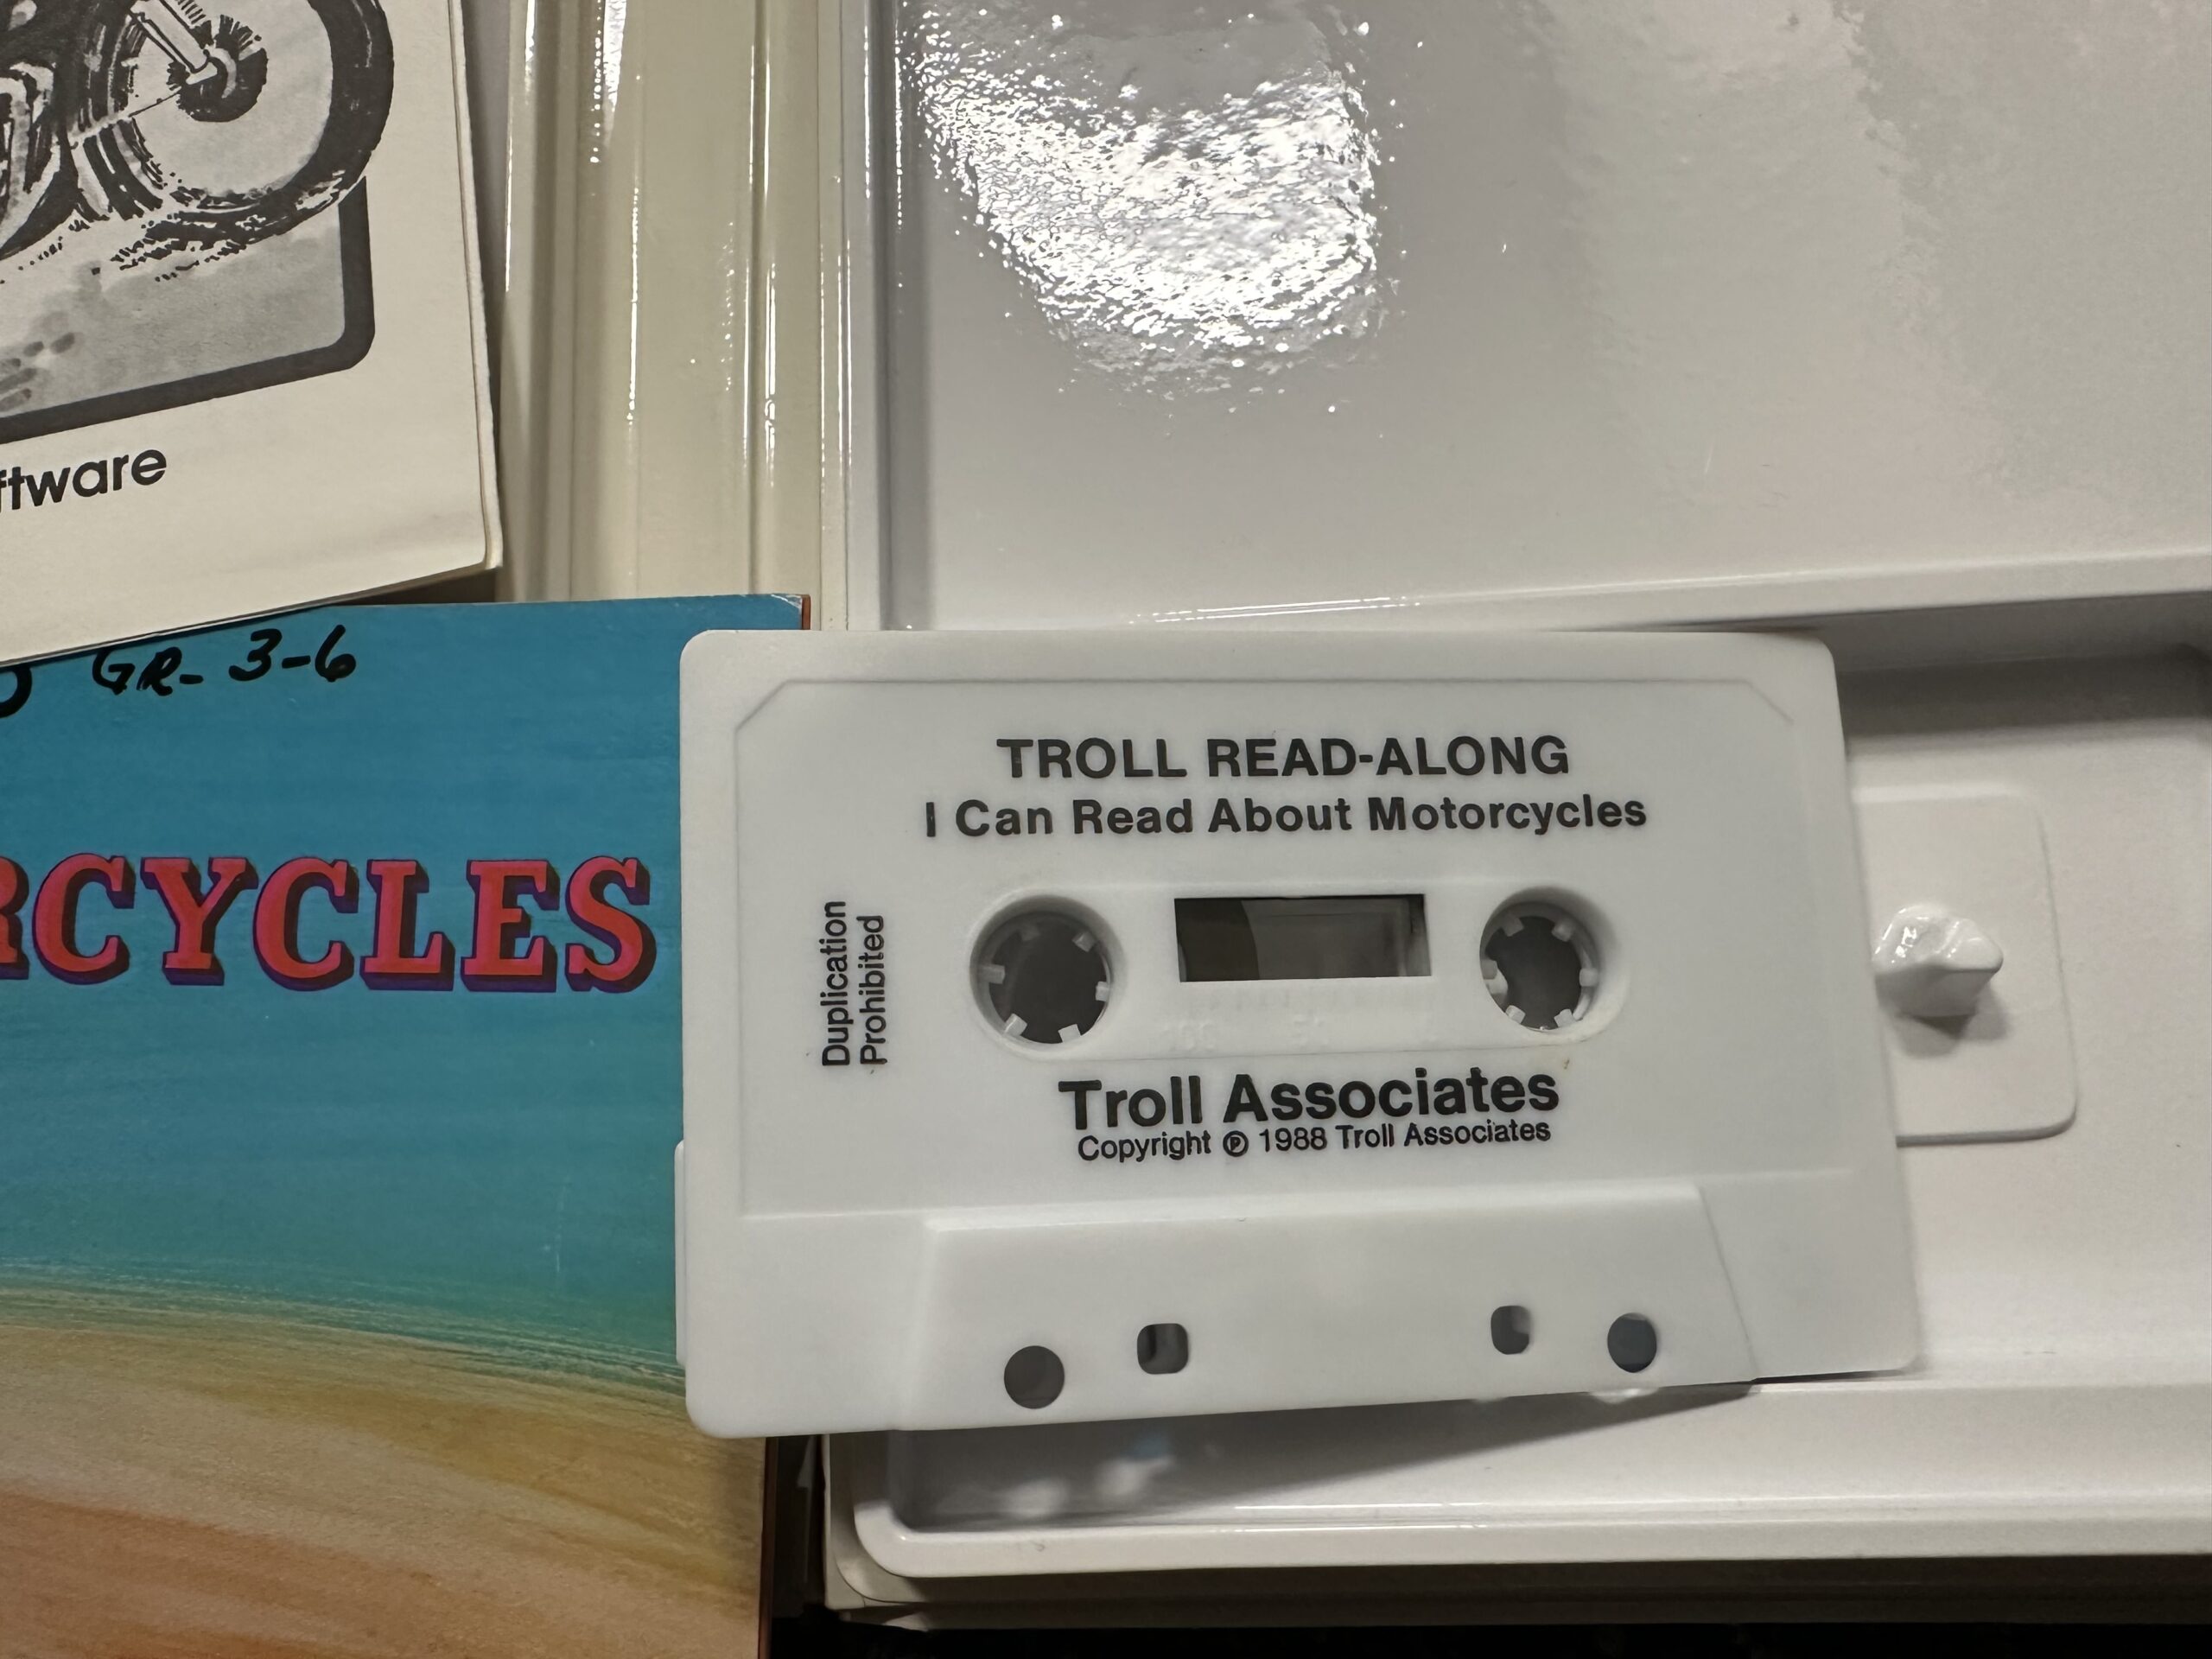 ftware
GR- 3-6
RCYCLES
TROLL READ-ALONG
I Can Read About Motorcycles
Duplication
Prohibited
Troll Associates
Copyright ℗ 1988 Troll Associates